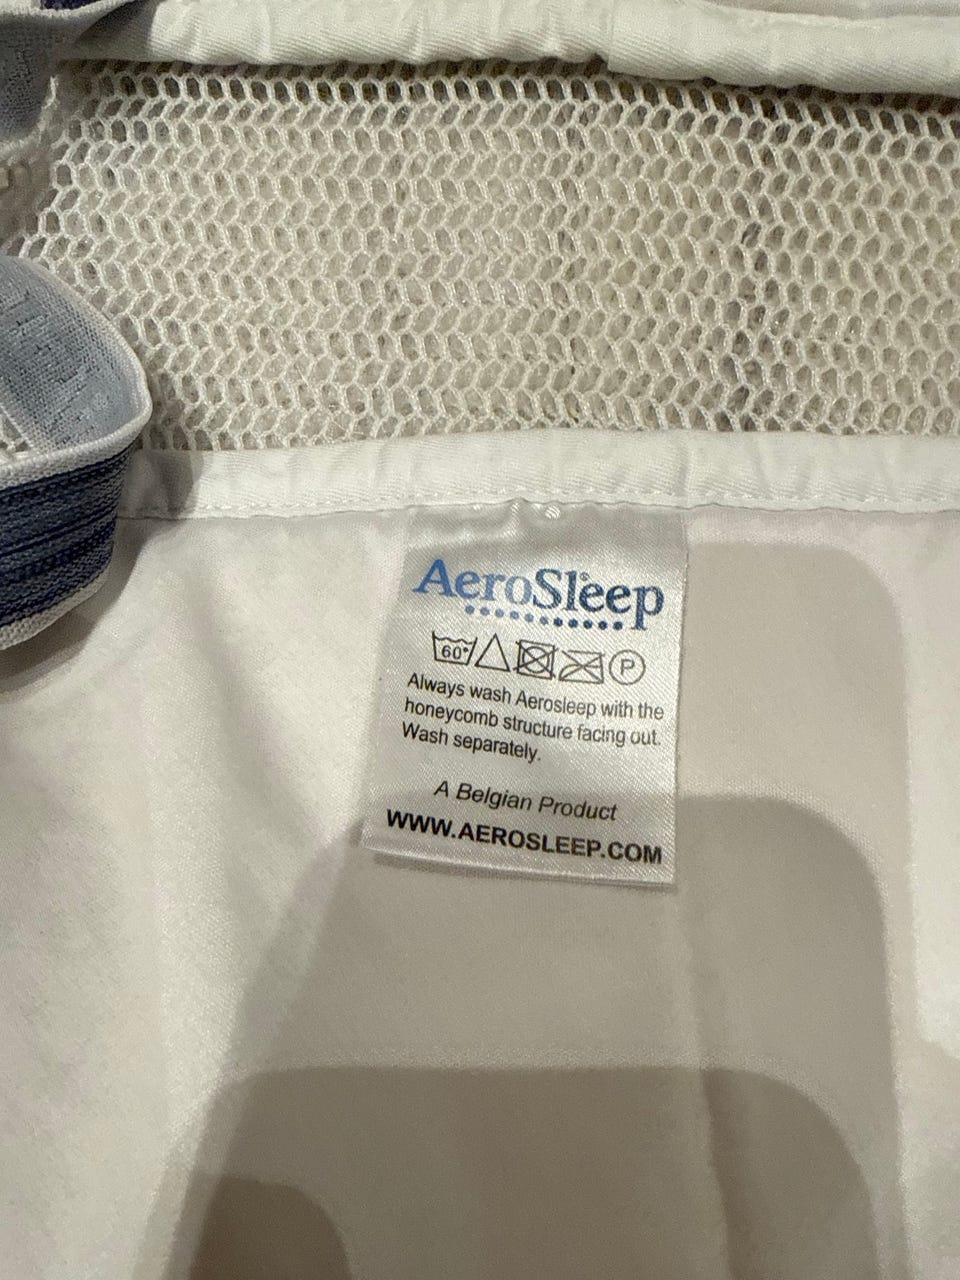 AeroSleep
60°
P
Always wash Aerosleep with the
honeycomb structure facing out.
Wash separately.
A Belgian Product
WWW.AEROSLEEP.COM